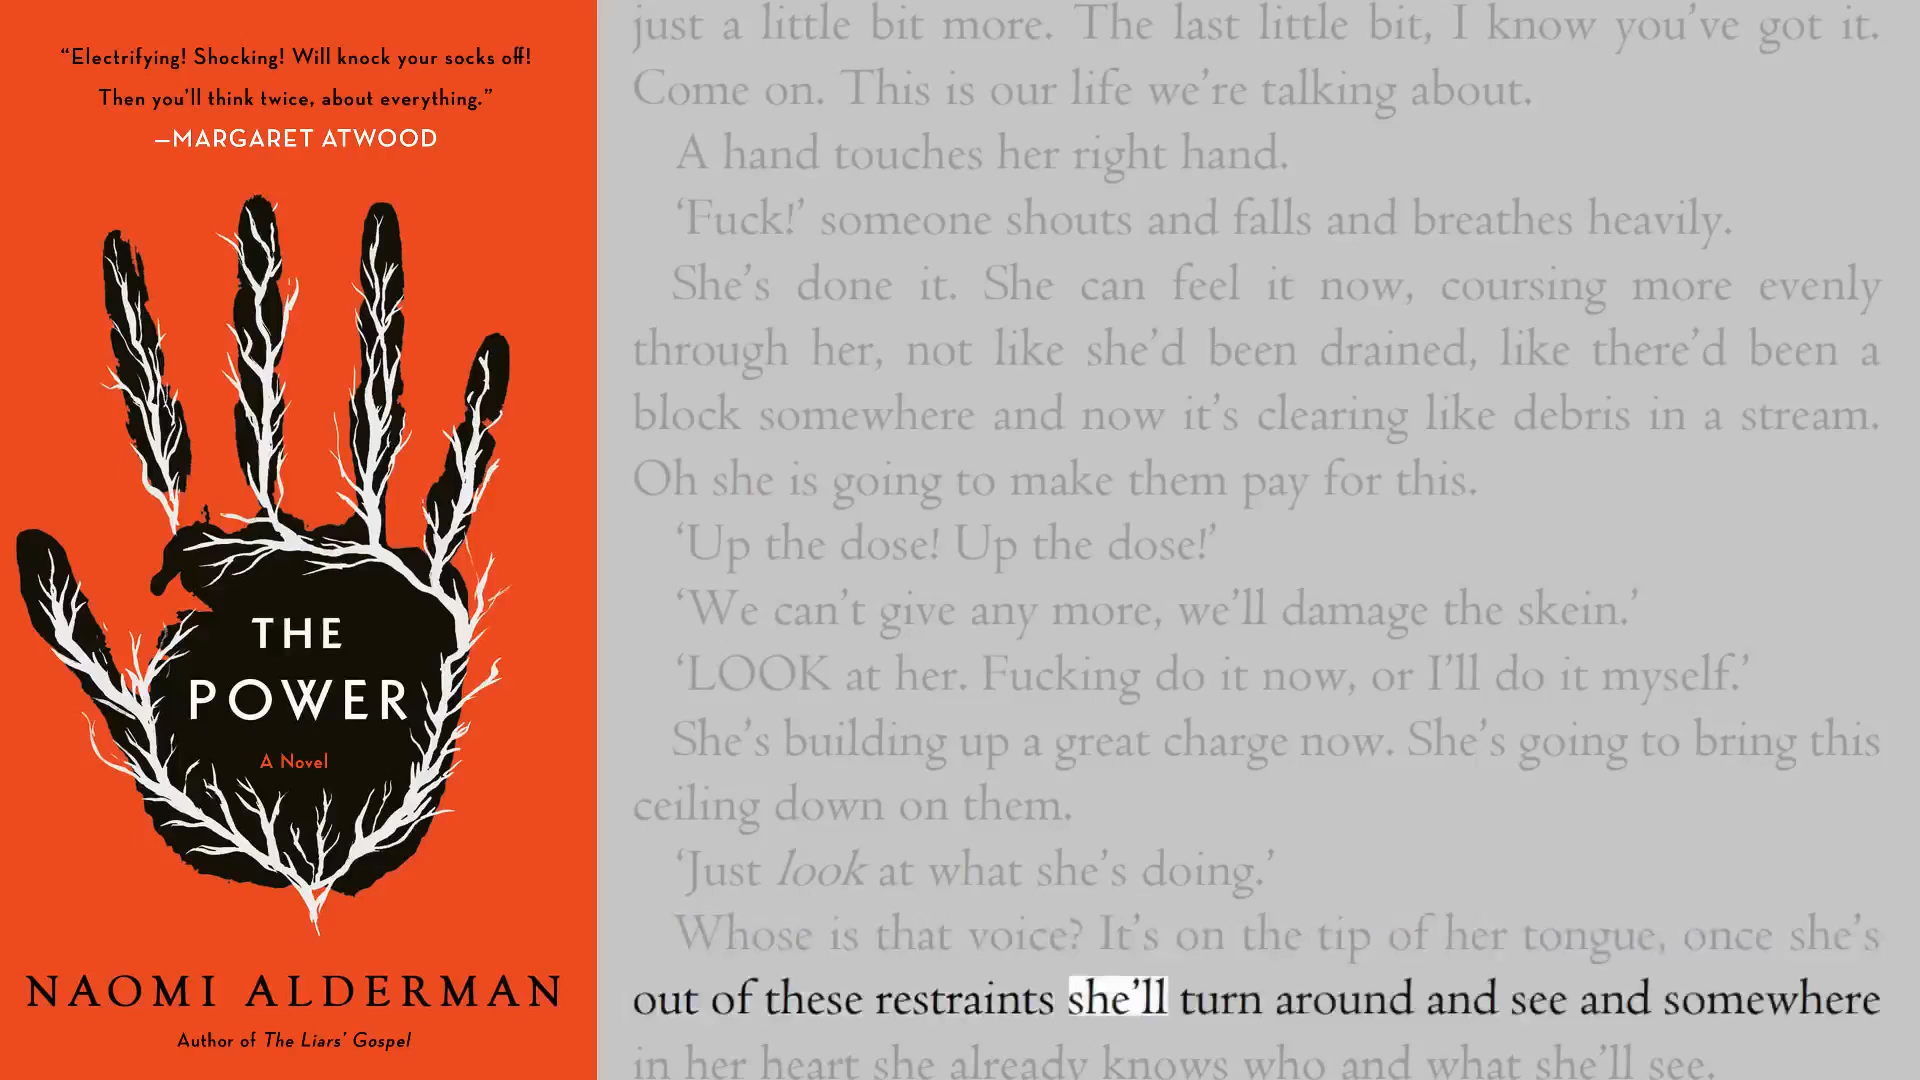 “Electrifying! Shocking! Will knock your socks off!
Then you’ll think twice, about everything.”
—MARGARET ATWOOD
THE
POWER
A Novel
NAOMI ALDERMAN
Author of The Liars’ Gospel
just a little bit more. The last little bit, I know you’ve got it.
Come on. This is our life we’re talking about.
A hand touches her right hand.
‘Fuck!’ someone shouts and falls and breathes heavily.
She’s done it. She can feel it now, coursing more evenly
through her, not like she’d been drained, like there’d been a
block somewhere and now it’s clearing like debris in a stream.
Oh she is going to make them pay for this.
‘Up the dose! Up the dose!’
‘We can’t give any more, we’ll damage the skein.’
‘LOOK at her. Fucking do it now, or I’ll do it myself.’
She’s building up a great charge now. She’s going to bring this
ceiling down on them.
‘Just look at what she’s doing.’
Whose is that voice? It’s on the tip of her tongue, once she’s
out of these restraints she’ll turn around and see and somewhere
in her heart she already knows who and what she’ll see.